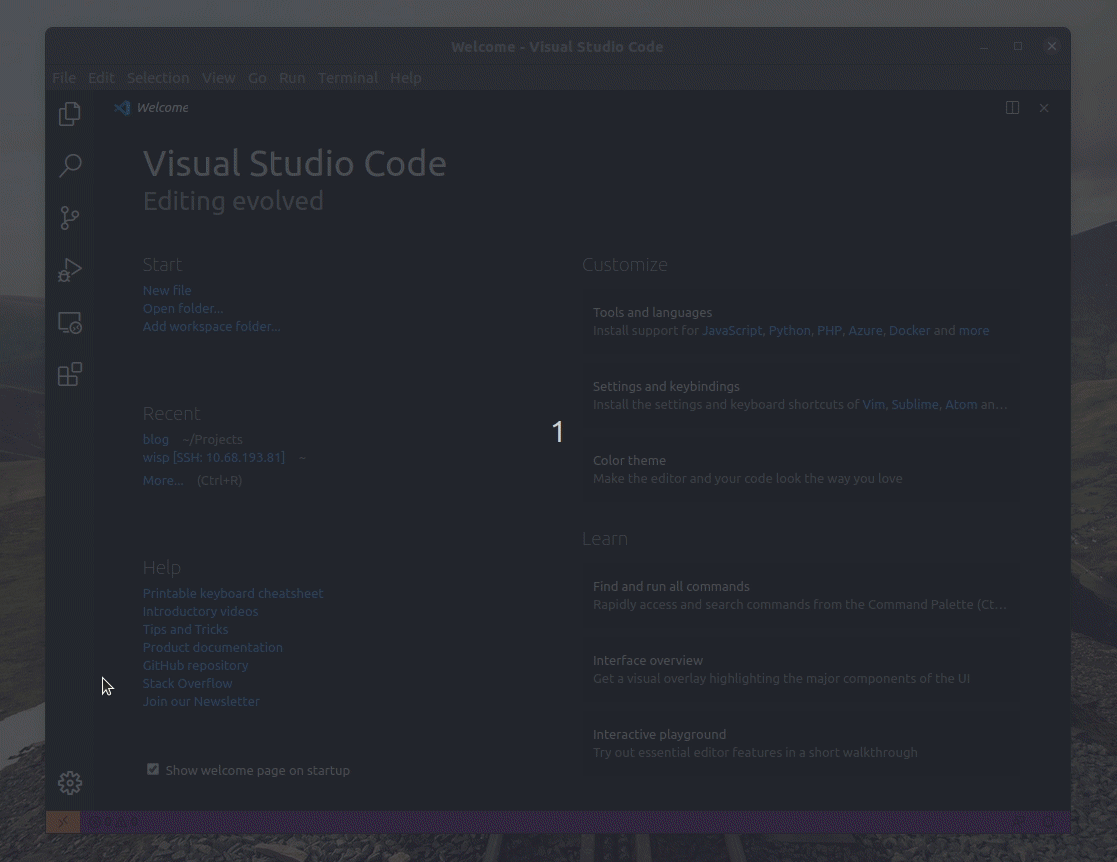 Welcome - Visual Studio Code
File Edit Selection View Go Run Terminal Help
Welcome
Visual Studio Code
Editing evolved
Start
New file
Open folder...
Add workspace folder...
Recent
blog ~/Projects
wisp [SSH: 10.68.193.81] ~
More... (Ctrl+R)
Help
Printable keyboard cheatsheet
Introductory videos
Tips and Tricks
Product documentation
GitHub repository
Stack Overflow
Join our Newsletter
Show welcome page on startup
Customize
Tools and languages
Install support for JavaScript, Python, PHP, Azure, Docker and more
Settings and keybindings
Install the settings and keyboard shortcuts of Vim, Sublime, Atom an...
Color theme
Make the editor and your code look the way you love
Learn
Find and run all commands
Rapidly access and search commands from the Command Palette (Ct...
Interface overview
Get a visual overlay highlighting the major components of the UI
Interactive playground
Try out essential editor features in a short walkthrough
1